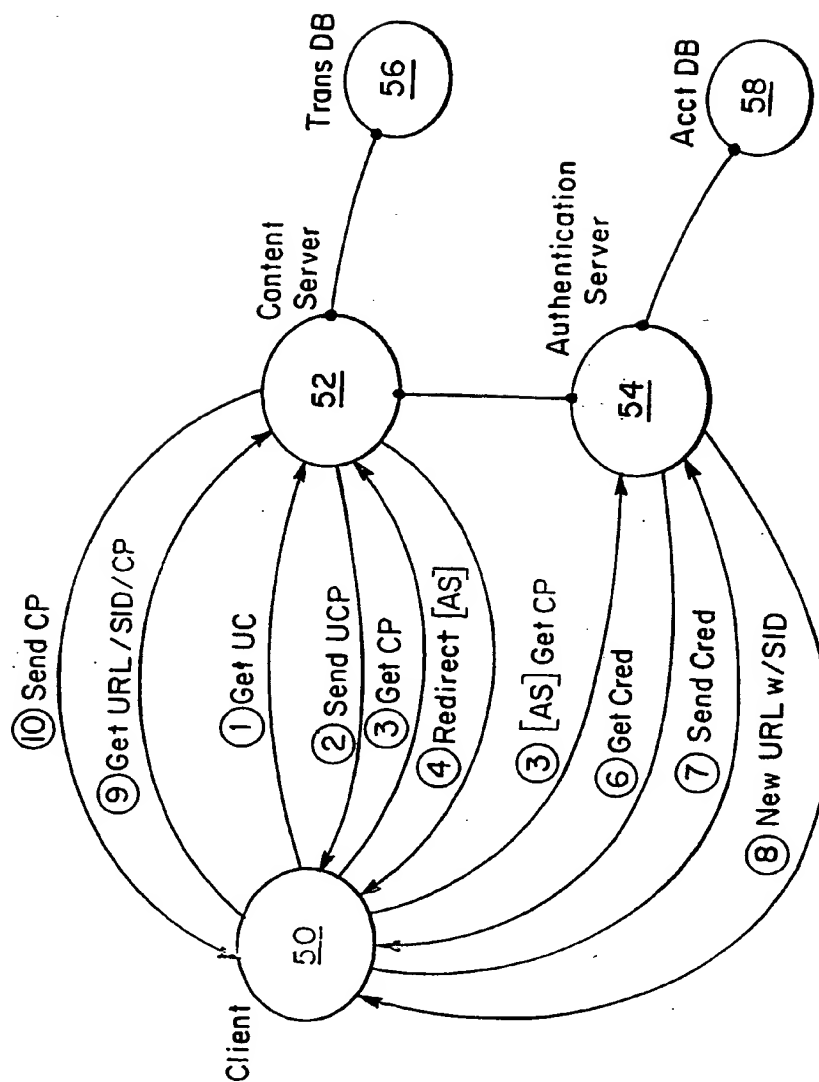 Client
50
⑩ Send CP
⑨ Get URL/SID/CP
① Get UC
② Send UCP
③ Get CP
④ Redirect [AS]
③ [AS] Get CP
⑥ Get Cred
⑦ Send Cred
⑧ New URL w/SID
Content
Server
52
Authentication
Server
54
Trans DB
56
Acct DB
58